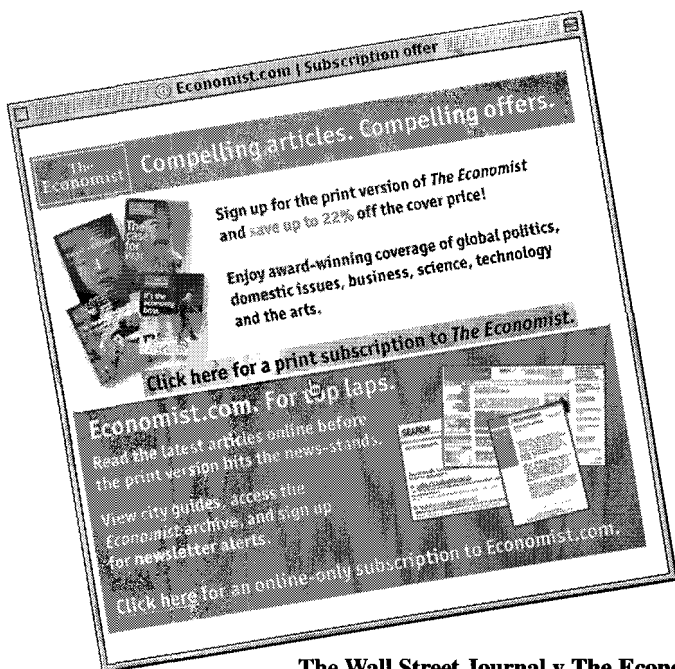 Economist.com | Subscription offer
The
Economist
Compelling articles. Compelling offers.
Sign up for the print version of The Economist
and save up to 22% off the cover price!
Enjoy award-winning coverage of global politics,
domestic issues, business, science, technology
and the arts.
Click here for a print subscription to The Economist.
Economist.com. For top laps.
Read the latest articles online before
the print version hits the news-stands.
View city guides, access the
Economist archive, and sign up
for newsletter alerts.
SEARCH
Click here for an online-only subscription to Economist.com.
The Wall Street Journal v The Econo